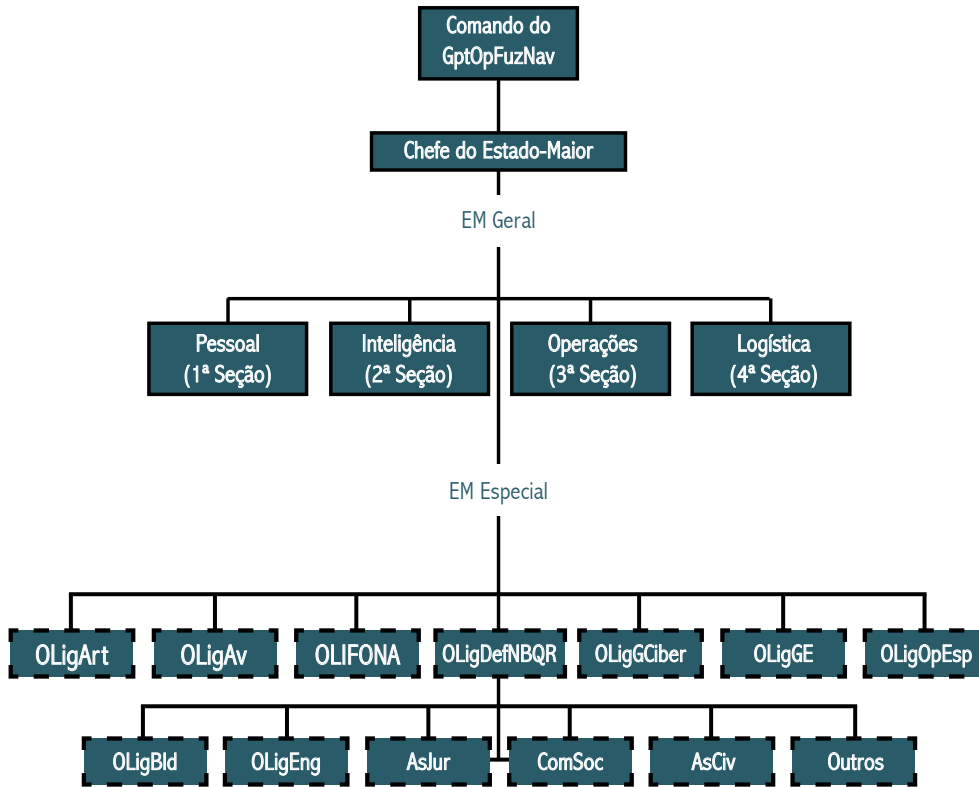 Comando do
GptOpFuzNav
Chefe do Estado-Maior
EM Geral
Pessoal
(1ª Seção)
Inteligência
(2ª Seção)
Operações
(3ª Seção)
Logística
(4ª Seção)
EM Especial
OLigArt
OLigAv
OLIFONA
OLigDefNBQR
OLigGCiber
OLigGE
OLigOpEsp
OLigBld
OLigEng
AsJur
ComSoc
AsCiv
Outros